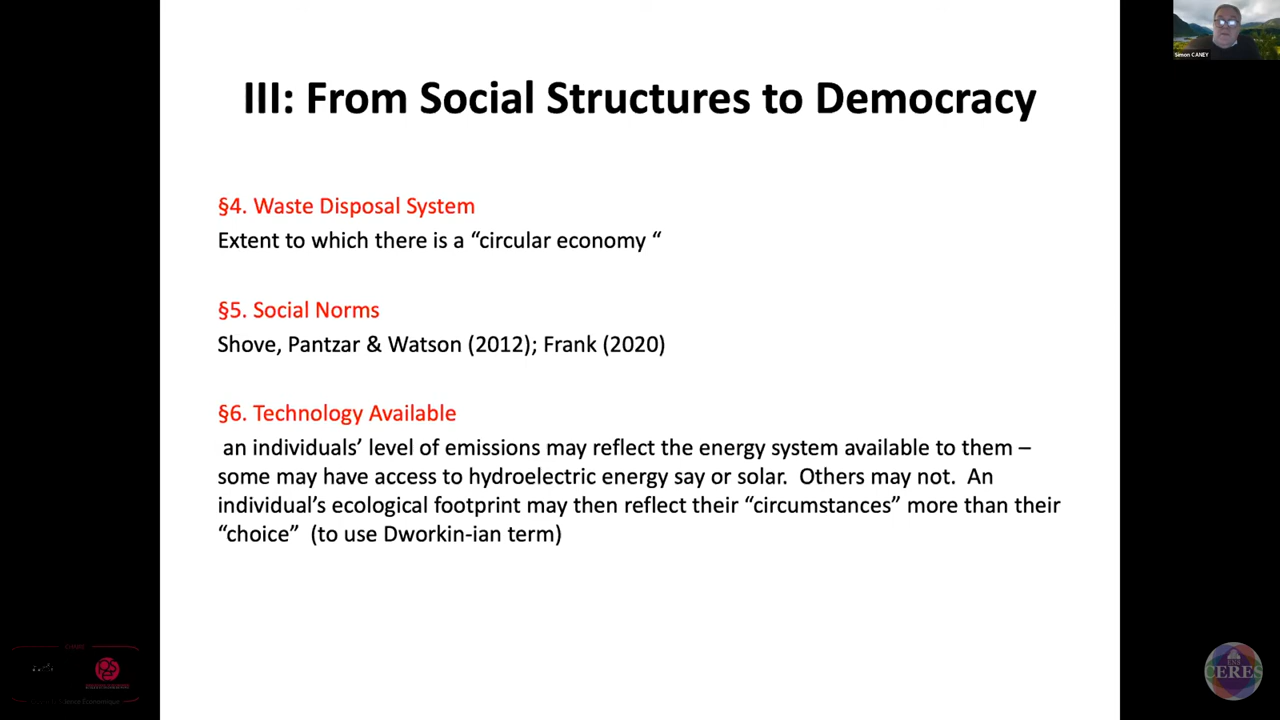 Simon CANEY
III: From Social Structures to Democracy
§4. Waste Disposal System
Extent to which there is a “circular economy “
§5. Social Norms
Shove, Pantzar & Watson (2012); Frank (2020)
§6. Technology Available
an individuals’ level of emissions may reflect the energy system available to them –
some may have access to hydroelectric energy say or solar. Others may not. An
individual’s ecological footprint may then reflect their “circumstances” more than their
“choice” (to use Dworkin-ian term)
ENS
CERES